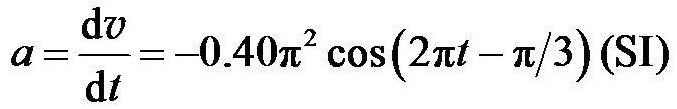 a = dv/dt = −0.40π² cos(2πt − π/3)(SI)